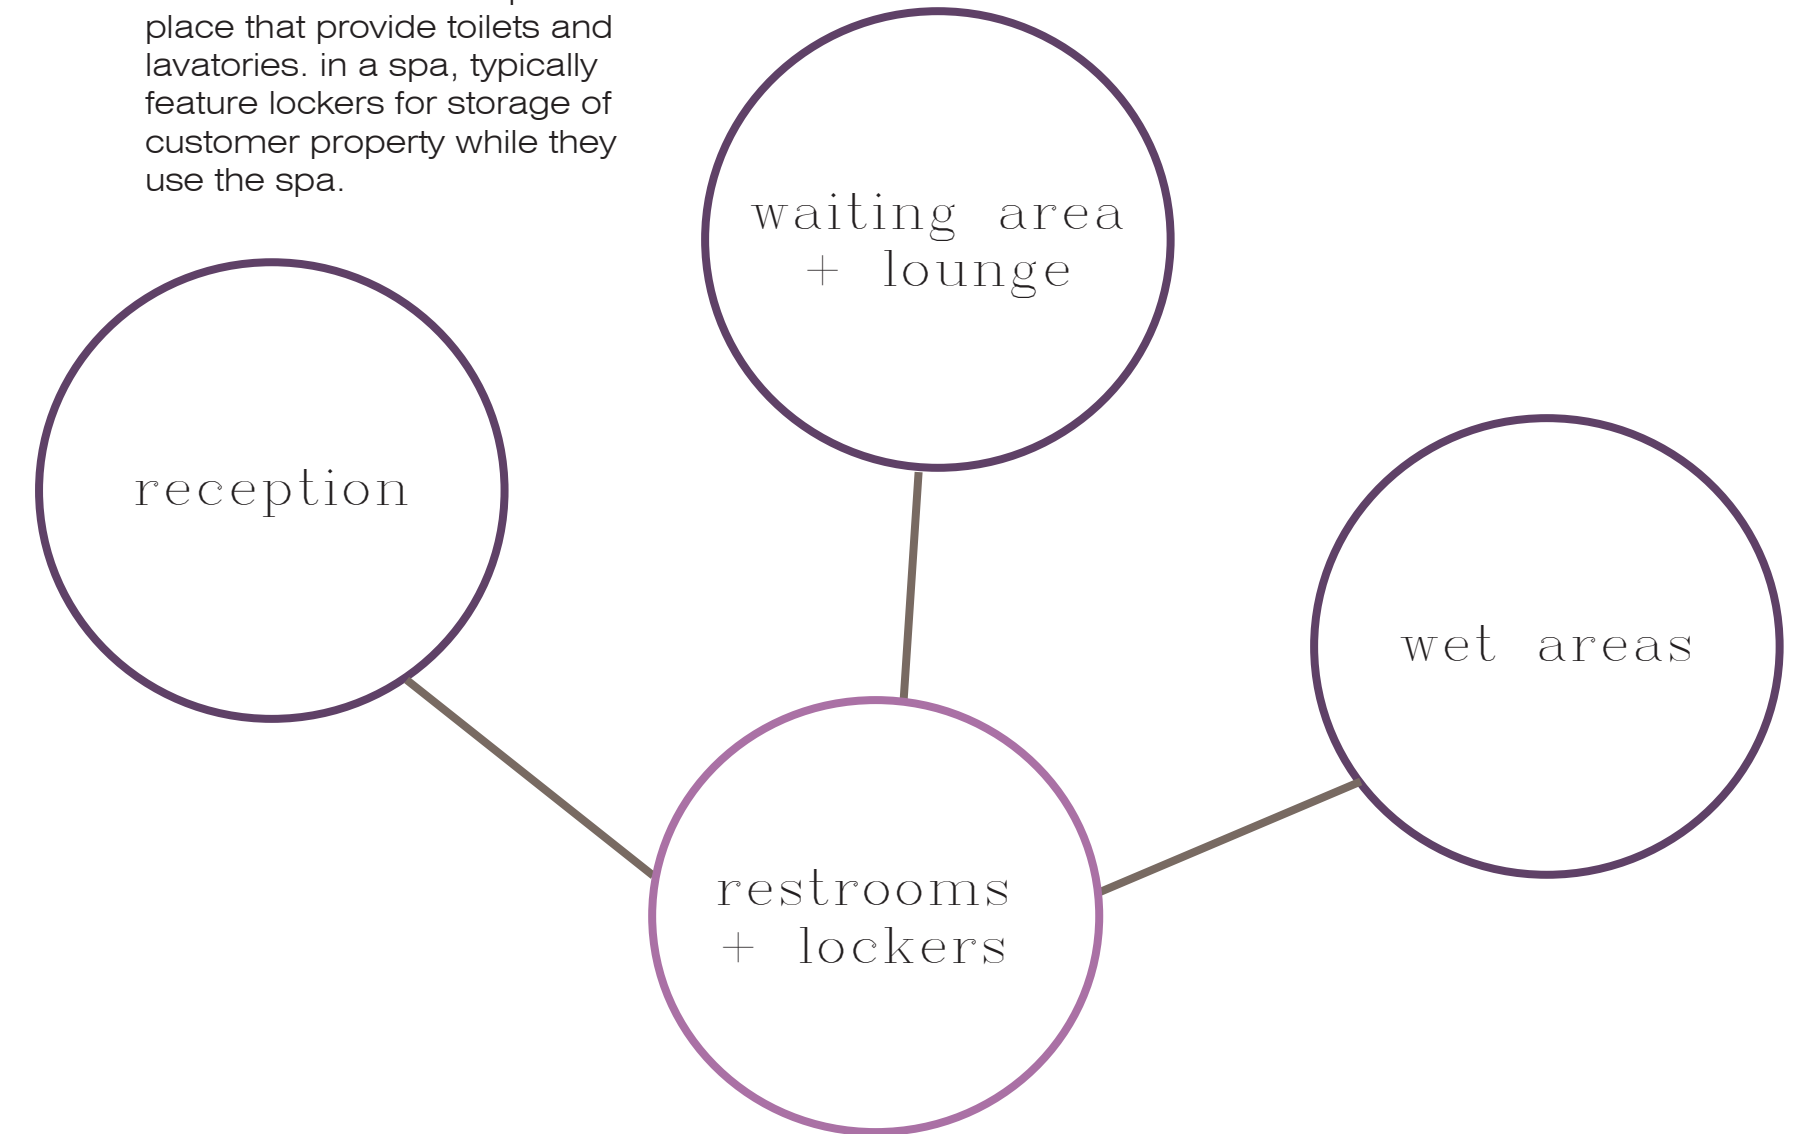 place that provide toilets and
lavatories. in a spa, typically
feature lockers for storage of
customer property while they
use the spa.
waiting area
+ lounge
reception
wet areas
restrooms
+ lockers